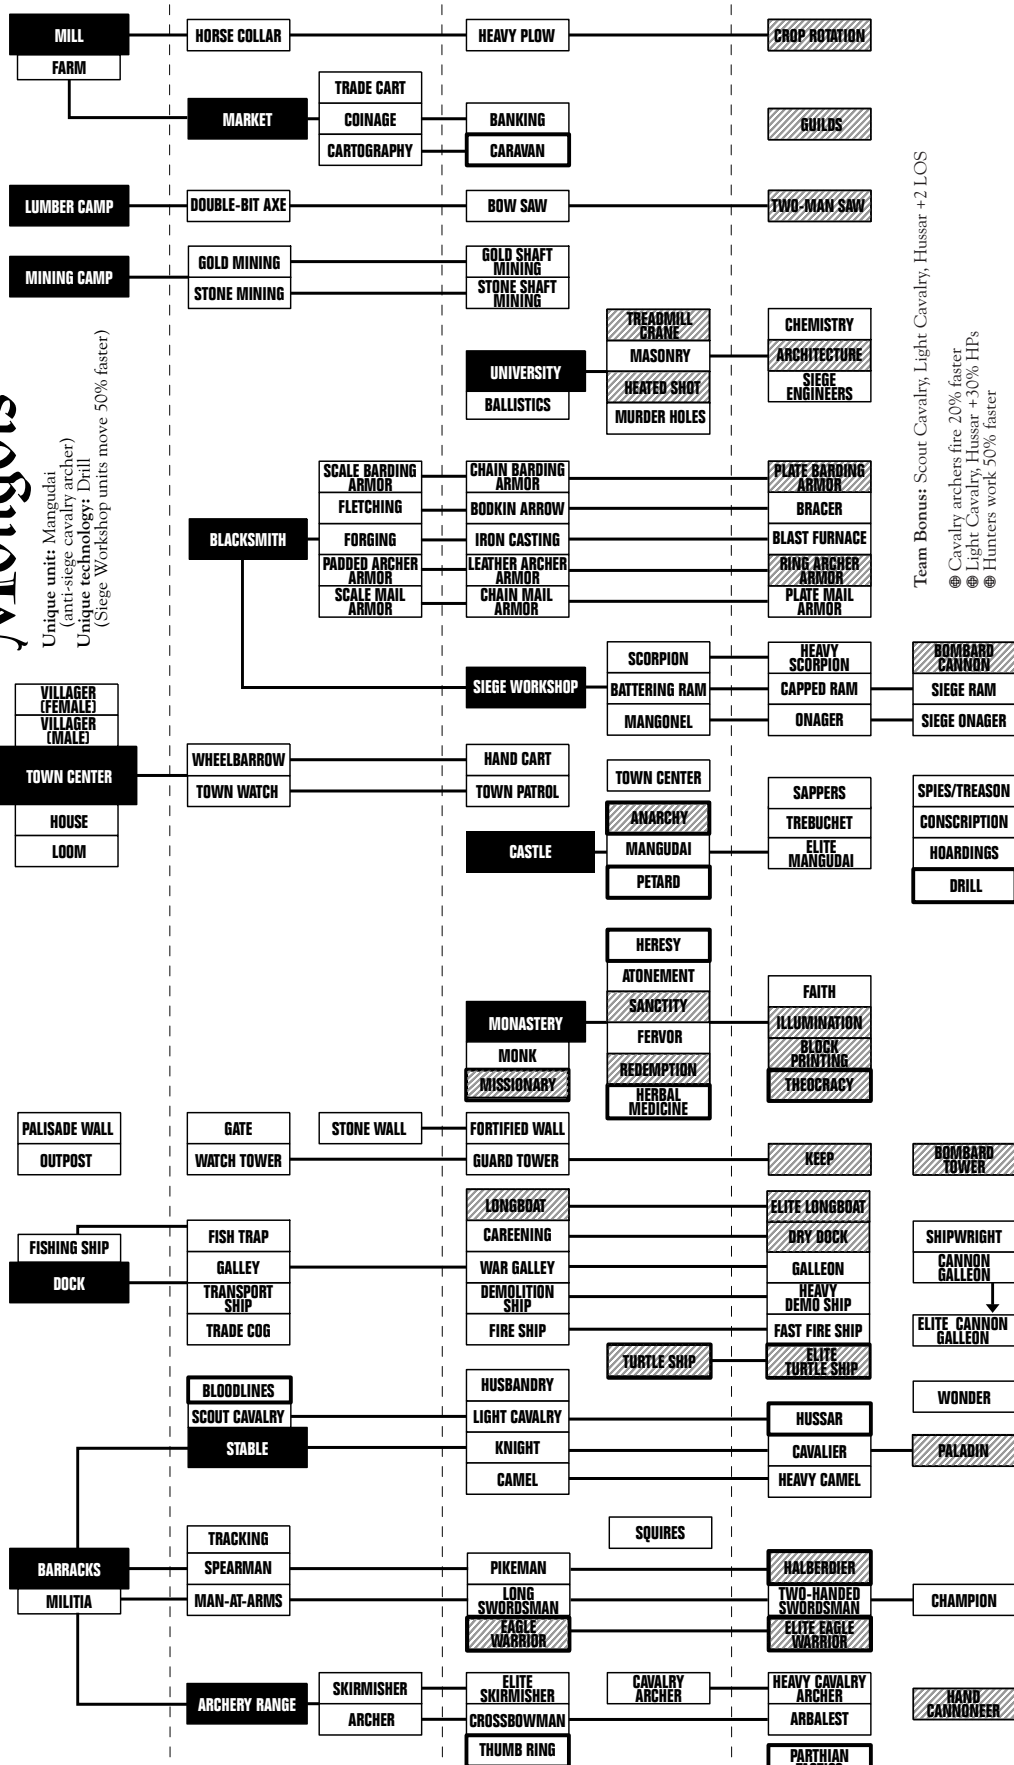 MILL
HORSE COLLAR
HEAVY PLOW
CROP ROTATION
FARM
TRADE CART
MARKET
COINAGE
BANKING
GUILDS
CARTOGRAPHY
CARAVAN
LUMBER CAMP
DOUBLE-BIT AXE
BOW SAW
TWO-MAN SAW
MINING CAMP
GOLD MINING
GOLD SHAFT
MINING
STONE MINING
STONE SHAFT
MINING
Mongols
Unique unit: Mangudai
(anti-siege cavalry archer)
Unique technology: Drill
(Siege Workshop units move 50% faster)
UNIVERSITY
BALLISTICS
TREADMILL
CRANE
MASONRY
HEATED SHOT
MURDER HOLES
CHEMISTRY
ARCHITECTURE
SIEGE
ENGINEERS
Team Bonus: Scout Cavalry, Light Cavalry, Hussar +2 LOS
Cavalry archers fire 20% faster
Light Cavalry, Hussar +30% HPs
Hunters work 50% faster
BLACKSMITH
SCALE BARDING
ARMOR
CHAIN BARDING
ARMOR
PLATE BARDING
ARMOR
FLETCHING
BODKIN ARROW
BRACER
FORGING
IRON CASTING
BLAST FURNACE
PADDED ARCHER
ARMOR
LEATHER ARCHER
ARMOR
RING ARCHER
ARMOR
SCALE MAIL
ARMOR
CHAIN MAIL
ARMOR
PLATE MAIL
ARMOR
SIEGE WORKSHOP
SCORPION
HEAVY
SCORPION
BOMBARD
CANNON
BATTERING RAM
CAPPED RAM
SIEGE RAM
MANGONEL
ONAGER
SIEGE ONAGER
VILLAGER
(FEMALE)
VILLAGER
(MALE)
TOWN CENTER
HOUSE
LOOM
WHEELBARROW
HAND CART
TOWN WATCH
TOWN PATROL
TOWN CENTER
CASTLE
ANARCHY
MANGUDAI
PETARD
SAPPERS
TREBUCHET
ELITE
MANGUDAI
SPIES/TREASON
CONSCRIPTION
HOARDINGS
DRILL
MONASTERY
MONK
MISSIONARY
HERESY
ATONEMENT
SANCTITY
FERVOR
REDEMPTION
HERBAL
MEDICINE
FAITH
ILLUMINATION
BLOCK
PRINTING
THEOCRACY
PALISADE WALL
GATE
STONE WALL
FORTIFIED WALL
OUTPOST
WATCH TOWER
GUARD TOWER
KEEP
BOMBARD
TOWER
LONGBOAT
ELITE LONGBOAT
FISHING SHIP
DOCK
FISH TRAP
CAREENING
DRY DOCK
SHIPWRIGHT
GALLEY
WAR GALLEY
GALLEON
CANNON
GALLEON
TRANSPORT
SHIP
DEMOLITION
SHIP
HEAVY
DEMO SHIP
TRADE COG
FIRE SHIP
FAST FIRE SHIP
ELITE CANNON
GALLEON
TURTLE SHIP
ELITE
TURTLE SHIP
BLOODLINES
HUSBANDRY
WONDER
SCOUT CAVALRY
LIGHT CAVALRY
HUSSAR
STABLE
KNIGHT
CAVALIER
PALADIN
CAMEL
HEAVY CAMEL
TRACKING
SQUIRES
BARRACKS
SPEARMAN
PIKEMAN
HALBERDIER
MILITIA
MAN-AT-ARMS
LONG
SWORDSMAN
TWO-HANDED
SWORDSMAN
CHAMPION
EAGLE
WARRIOR
ELITE EAGLE
WARRIOR
ARCHERY RANGE
SKIRMISHER
ELITE
SKIRMISHER
CAVALRY
ARCHER
HEAVY CAVALRY
ARCHER
HAND
CANNONEER
ARCHER
CROSSBOWMAN
ARBALEST
THUMB RING
PARTHIAN
TACTICS